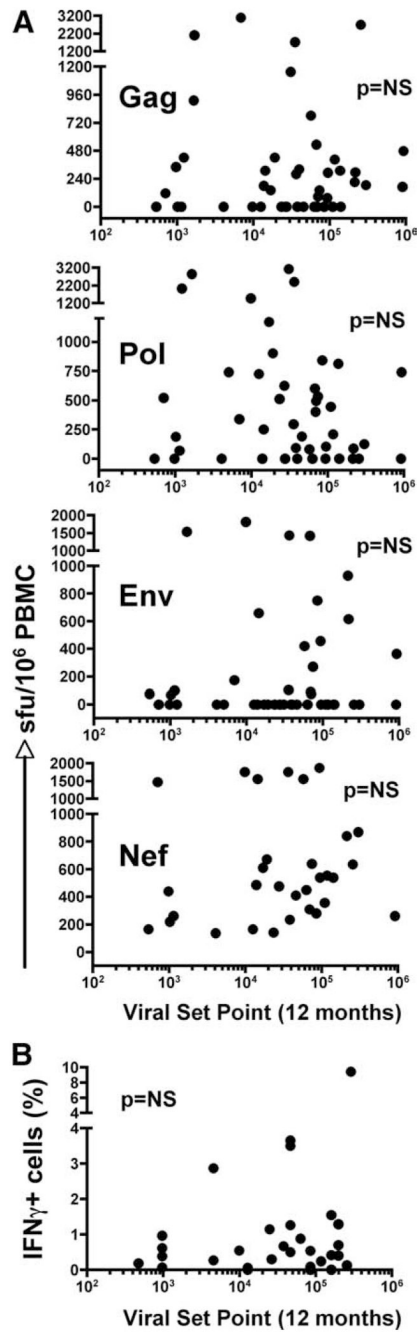 A
3200
2200
1200
1200
960
720
480
240
0
Gag
p=NS
10² 10³ 10⁴ 10⁵ 10⁶
3200
2200
1200
1000
750
500
250
0
Pol
p=NS
10² 10³ 10⁴ 10⁵ 10⁶
2000
1500
1000
1000
800
600
400
200
0
Env
p=NS
10² 10³ 10⁴ 10⁵ 10⁶
sfu/10⁶ PBMC
2000
1500
1000
800
600
400
200
0
Nef
p=NS
10² 10³ 10⁴ 10⁵ 10⁶
Viral Set Point (12 months)
B
IFNγ+ cells (%)
10
8
6
4
4
3
2
1
0
p=NS
10² 10³ 10⁴ 10⁵ 10⁶
Viral Set Point (12 months)